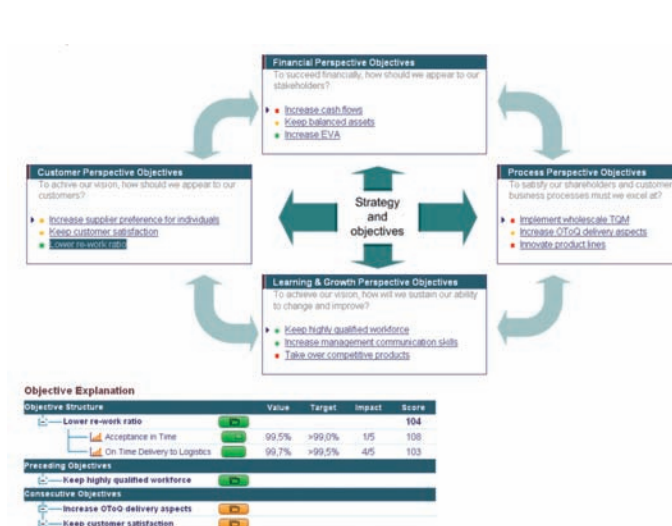 Financial Perspective Objectives
To succeed financially, how should we appear to our
stakeholders?
Increase cash flows
Keep balanced assets
Increase EVA
Customer Perspective Objectives
To achive our vision, how should we appear to our
customers?
Increase supplier preference for individuals
Keep customer satisfaction
Lower re-work ratio
Strategy
and
objectives
Process Perspective Objectives
To satisfy our shareholders and customer
business processes must we excel at?
Implement wholescale TQM
Increase OToQ delivery aspects
Innovate product lines
Learning & Growth Perspective Objectives
To achieve our vision, how will we sustain our ability
to change and improve?
Keep highly qualified workforce
Increase management communication skills
Take over competitive products
Objective Explanation
Objective Structure Value Target Impact Score
Lower re-work ratio 104
Acceptance in Time 99,5% >99,0% 1/5 108
On Time Delivery to Logistics 99,7% >99,5% 4/5 103
Preceding Objectives
Keep highly qualified workforce
Consecutive Objectives
Increase OToQ delivery aspects
Keep customer satisfaction